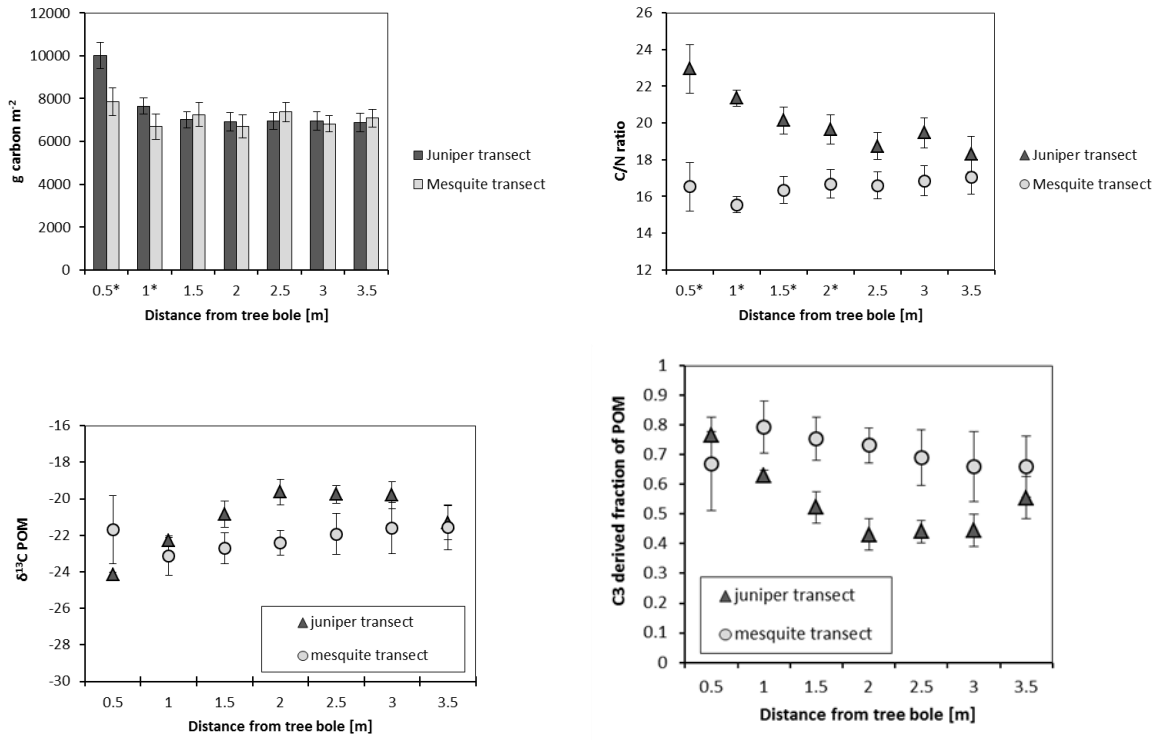 12000
10000
8000
6000
4000
2000
0
g carbon m-2
0.5* 1* 1.5 2 2.5 3 3.5
Distance from tree bole [m]
Juniper transect
Mesquite transect
26
24
22
20
18
16
14
12
C/N ratio
0.5* 1* 1.5* 2* 2.5 3 3.5
Distance from tree bole [m]
Juniper transect
Mesquite transect
-16
-18
-20
-22
-24
-26
-28
-30
δ13C POM
juniper transect
mesquite transect
0.5 1 1.5 2 2.5 3 3.5
Distance from tree bole [m]
1
0.9
0.8
0.7
0.6
0.5
0.4
0.3
0.2
0.1
0
C3 derived fraction of POM
juniper transect
mesquite transect
0.5 1 1.5 2 2.5 3 3.5
Distance from tree bole [m]